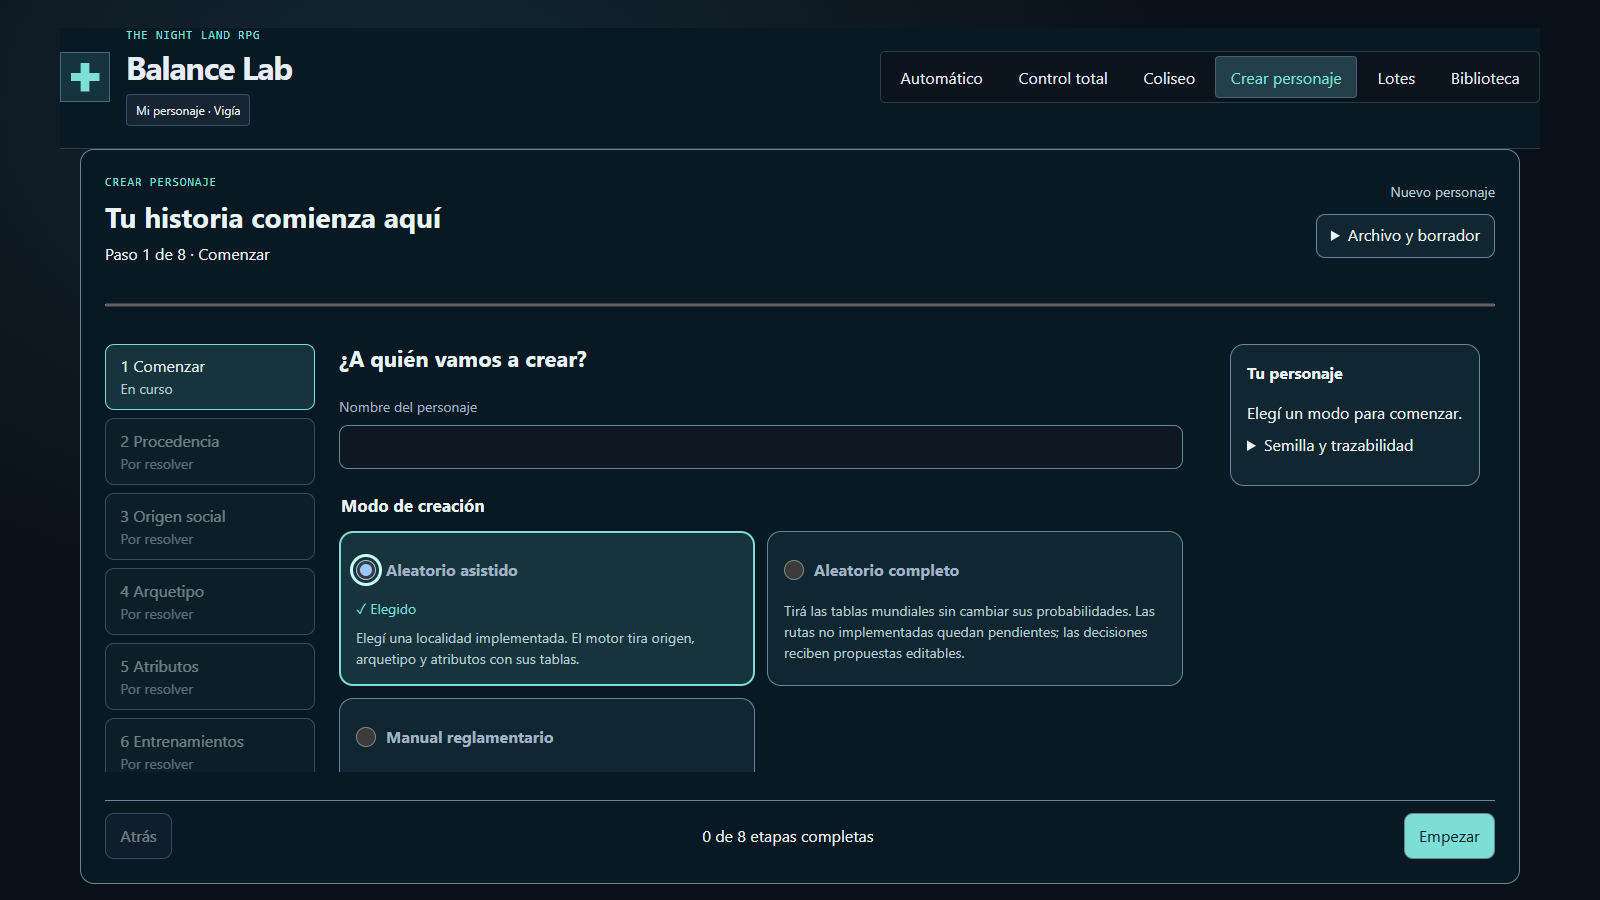 THE NIGHT LAND RPG
Balance Lab
Mi personaje · Vigía
Automático
Control total
Coliseo
Crear personaje
Lotes
Biblioteca
CREAR PERSONAJE
Tu historia comienza aquí
Paso 1 de 8 · Comenzar
Nuevo personaje
▶ Archivo y borrador
1 Comenzar
En curso
2 Procedencia
Por resolver
3 Origen social
Por resolver
4 Arquetipo
Por resolver
5 Atributos
Por resolver
6 Entrenamientos
Por resolver
¿A quién vamos a crear?
Nombre del personaje
Modo de creación
Aleatorio asistido
✓ Elegido
Elegí una localidad implementada. El motor tira origen,
arquetipo y atributos con sus tablas.
Aleatorio completo
Tirá las tablas mundiales sin cambiar sus probabilidades. Las
rutas no implementadas quedan pendientes; las decisiones
reciben propuestas editables.
Manual reglamentario
Tu personaje
Elegí un modo para comenzar.
▶ Semilla y trazabilidad
Atrás
0 de 8 etapas completas
Empezar